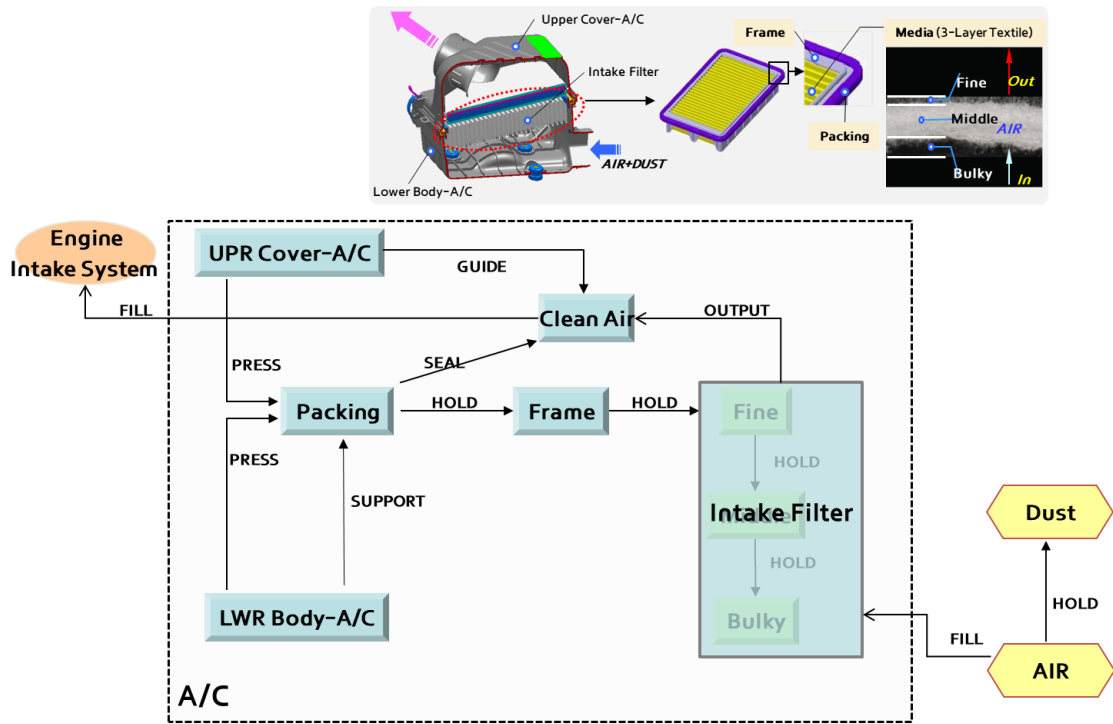 Upper Cover-A/C
Intake Filter
AIR+DUST
Lower Body-A/C
Frame
Packing
Media (3-Layer Textile)
Out
Fine
Middle
AIR
Bulky
In
Engine
Intake System
UPR Cover-A/C
GUIDE
FILL
Clean Air
OUTPUT
PRESS
SEAL
Packing
HOLD
Frame
HOLD
Fine
HOLD
PRESS
SUPPORT
Middle
Intake Filter
HOLD
Bulky
LWR Body-A/C
Dust
HOLD
FILL
AIR
A/C